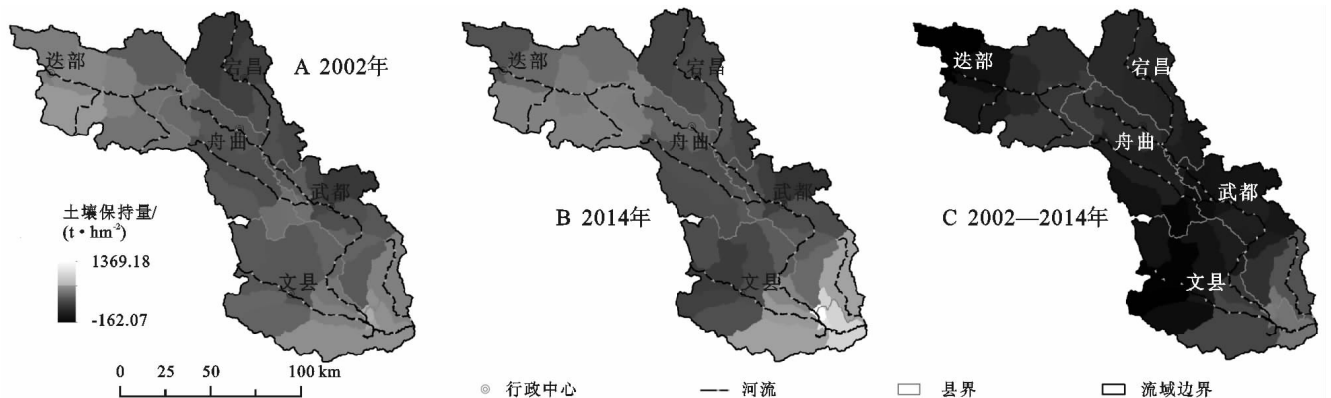 迭部
宕昌
A 2002年
舟曲
武都
文县
土壤保持量/
(t·hm⁻²)
1369.18
-162.07
0 25 50 100 km
迭部
宕昌
舟曲
武都
B 2014年
文县
迭部
宕昌
舟曲
武都
C 2002—2014年
文县
行政中心
河流
县界
流域边界